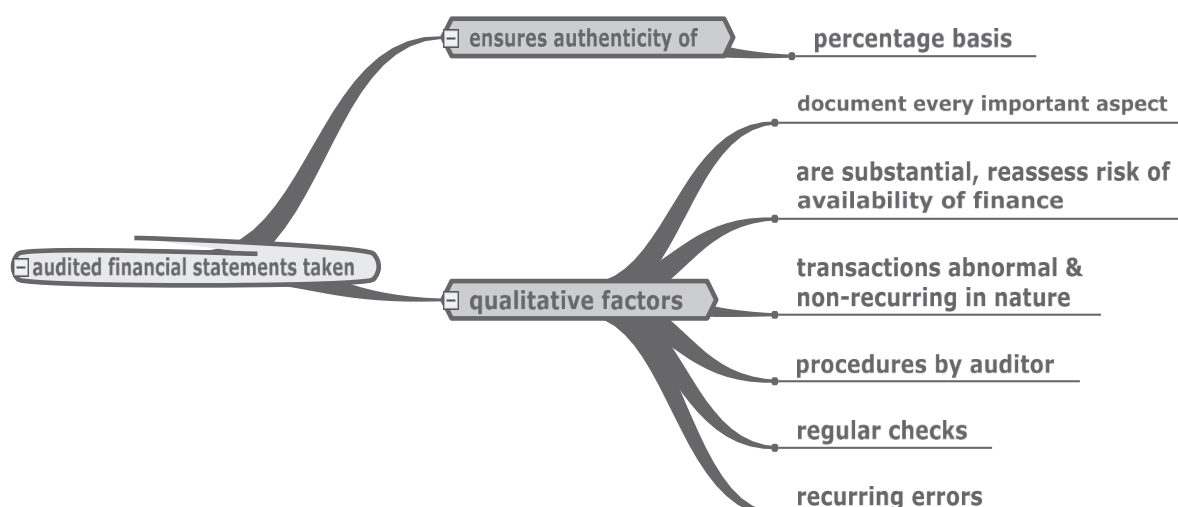 ensures authenticity of
percentage basis
document every important aspect
are substantial, reassess risk of
availability of finance
audited financial statements taken
qualitative factors
transactions abnormal &
non-recurring in nature
procedures by auditor
regular checks
recurring errors